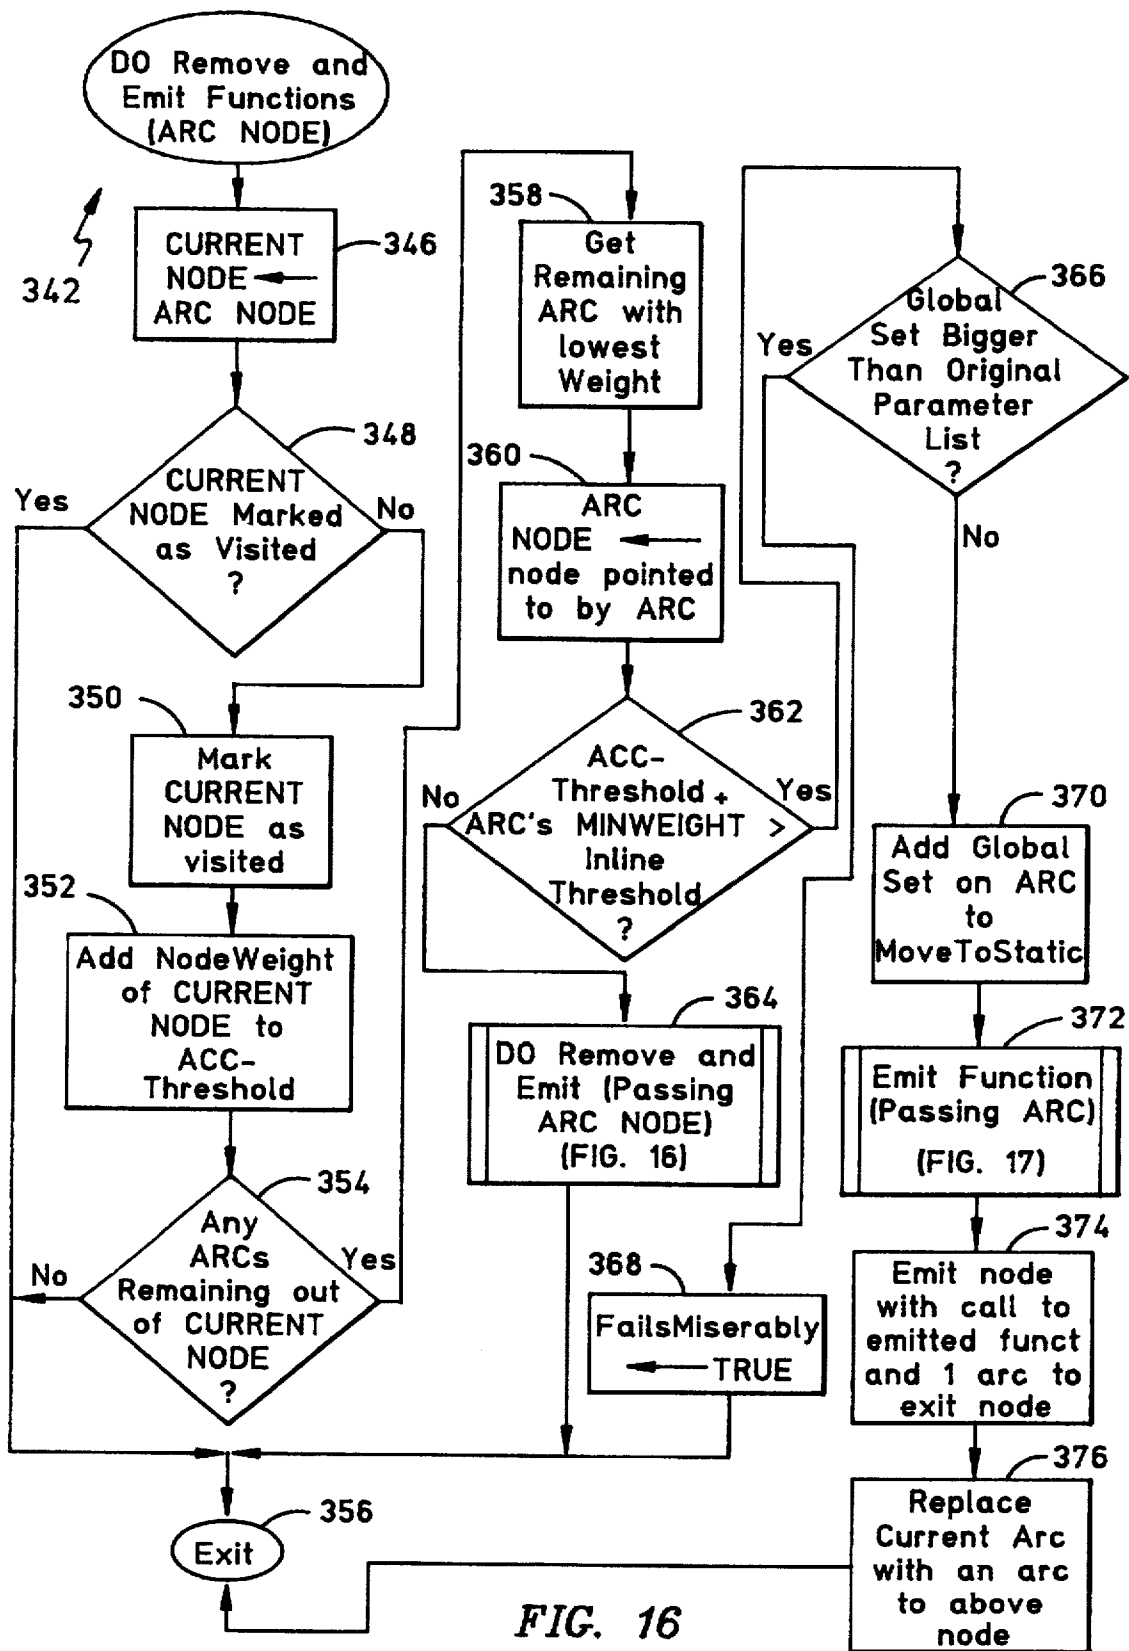 DO Remove and
Emit Functions
(ARC NODE)
342
346
CURRENT
NODE
ARC NODE
348
CURRENT
NODE Marked
as Visited
?
Yes
No
350
Mark
CURRENT
NODE as
visited
352
Add NodeWeight
of CURRENT
NODE to
ACC-
Threshold
354
Any
ARCs
Remaining out
of CURRENT
NODE
?
No
Yes
356
Exit
358
Get
Remaining
ARC with
lowest
Weight
360
ARC
NODE
node pointed
to by ARC
362
ACC-
Threshold +
ARC's MINWEIGHT >
Inline
Threshold
?
No
Yes
364
DO Remove and
Emit (Passing
ARC NODE)
(FIG. 16)
366
Global
Set Bigger
Than Original
Parameter
List
?
Yes
No
368
FailsMiserably
TRUE
370
Add Global
Set on ARC
to
MoveToStatic
372
Emit Function
(Passing ARC)
(FIG. 17)
374
Emit node
with call to
emitted funct
and 1 arc to
exit node
376
Replace
Current Arc
with an arc
to above
node
FIG. 16